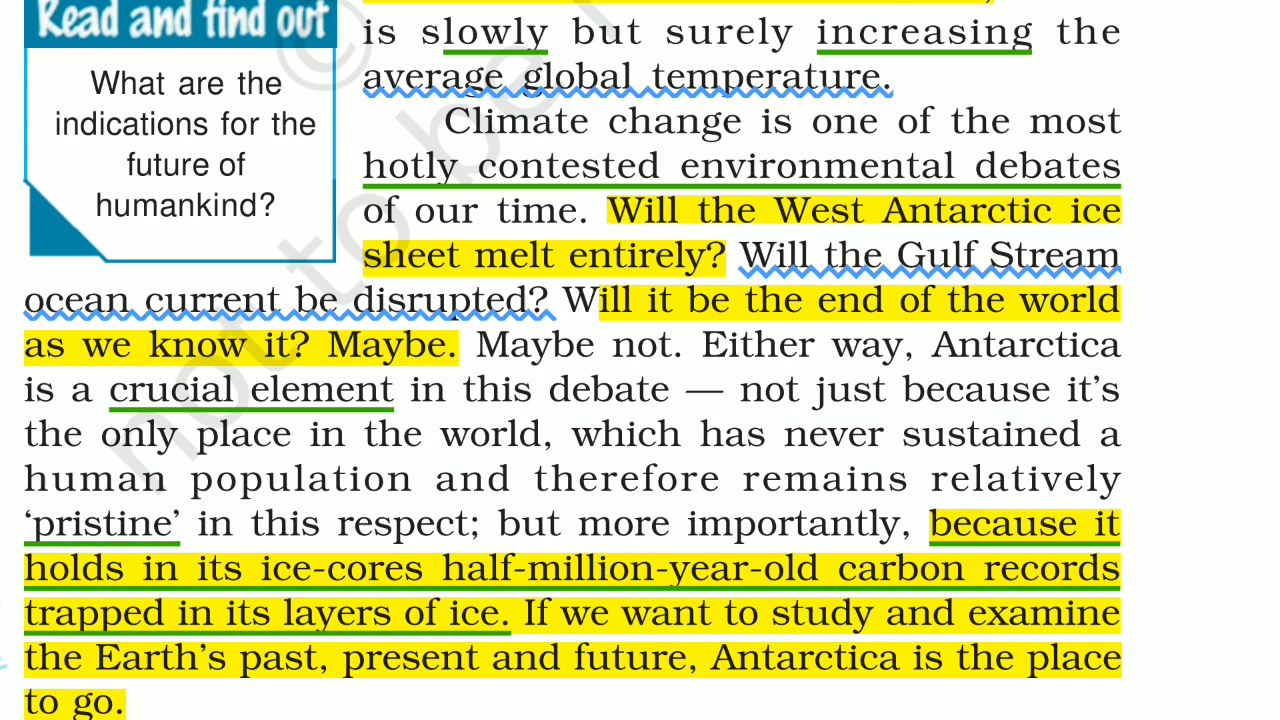 Read and find out
What are the
indications for the
future of
humankind?
is slowly but surely increasing the
average global temperature.
Climate change is one of the most
hotly contested environmental debates
of our time. Will the West Antarctic ice
sheet melt entirely? Will the Gulf Stream
ocean current be disrupted? Will it be the end of the world
as we know it? Maybe. Maybe not. Either way, Antarctica
is a crucial element in this debate — not just because it’s
the only place in the world, which has never sustained a
human population and therefore remains relatively
‘pristine’ in this respect; but more importantly, because it
holds in its ice-cores half-million-year-old carbon records
trapped in its layers of ice. If we want to study and examine
the Earth’s past, present and future, Antarctica is the place
to go.
©
not to be